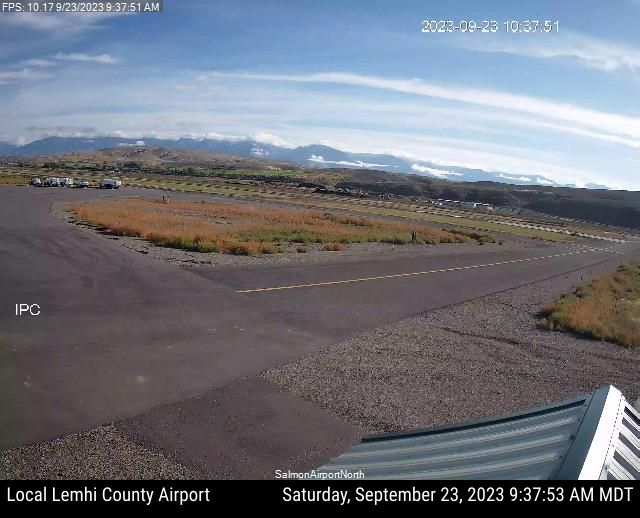 FPS: 10.17 9/23/2023 9:37:51 AM
2023-09-23 10:37:51
IPC
SalmonAirportNorth
Local Lemhi County Airport
Saturday, September 23, 2023 9:37:53 AM MDT